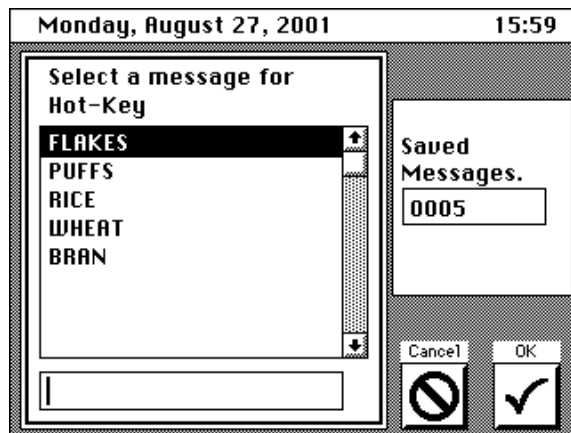 Monday, August 27, 2001 15:59
Select a message for
Hot-Key
FLAKES
PUFFS
RICE
WHEAT
BRAN
Saved
Messages.
0005
Cancel OK